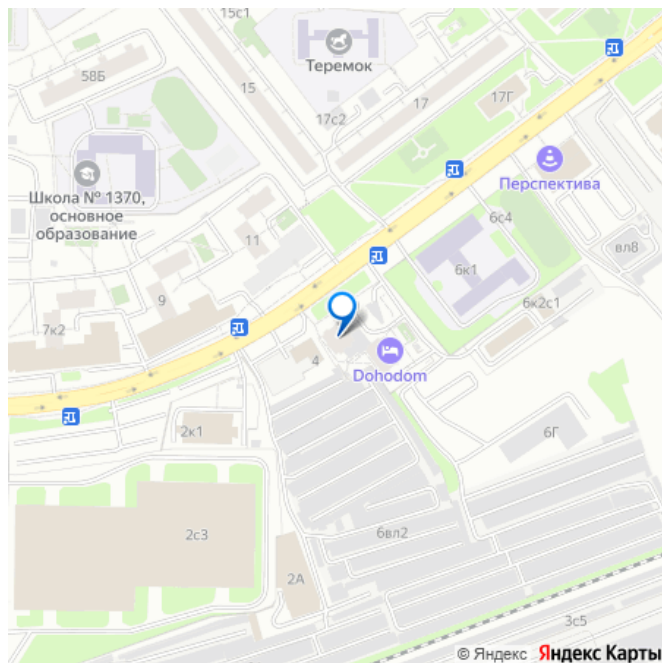 15с1
Теремок
58Б
15
17Г
17
17с2
Перспектива
Школа № 1370,
основное
образование
6с4
вл8
11
6к1
9
6к2с1
7к2
4
Dohodom
2к1
6Г
2с3
6вл2
2А
3с5
© Яндекс Яндекс Карты